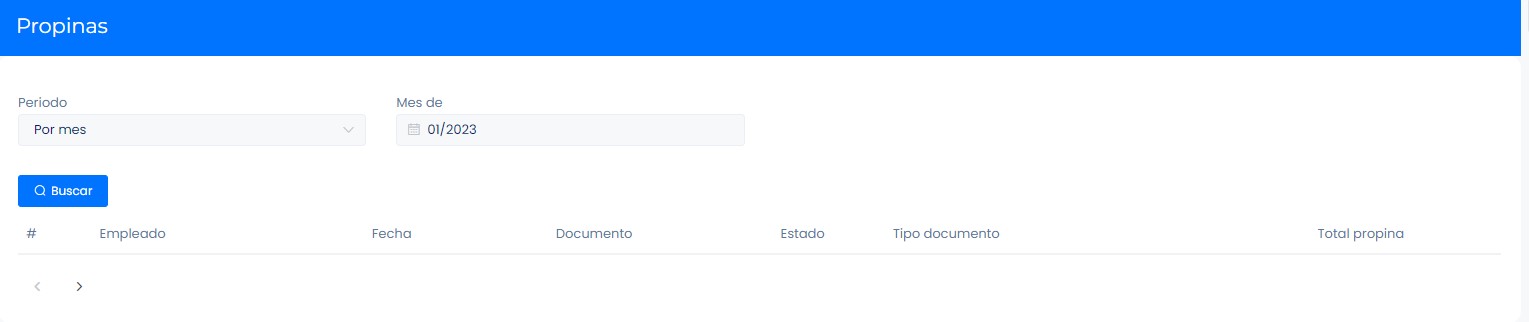 Propinas
Periodo
Mes de
Por mes
01/2023
Buscar
# Empleado Fecha Documento Estado Tipo documento Total propina